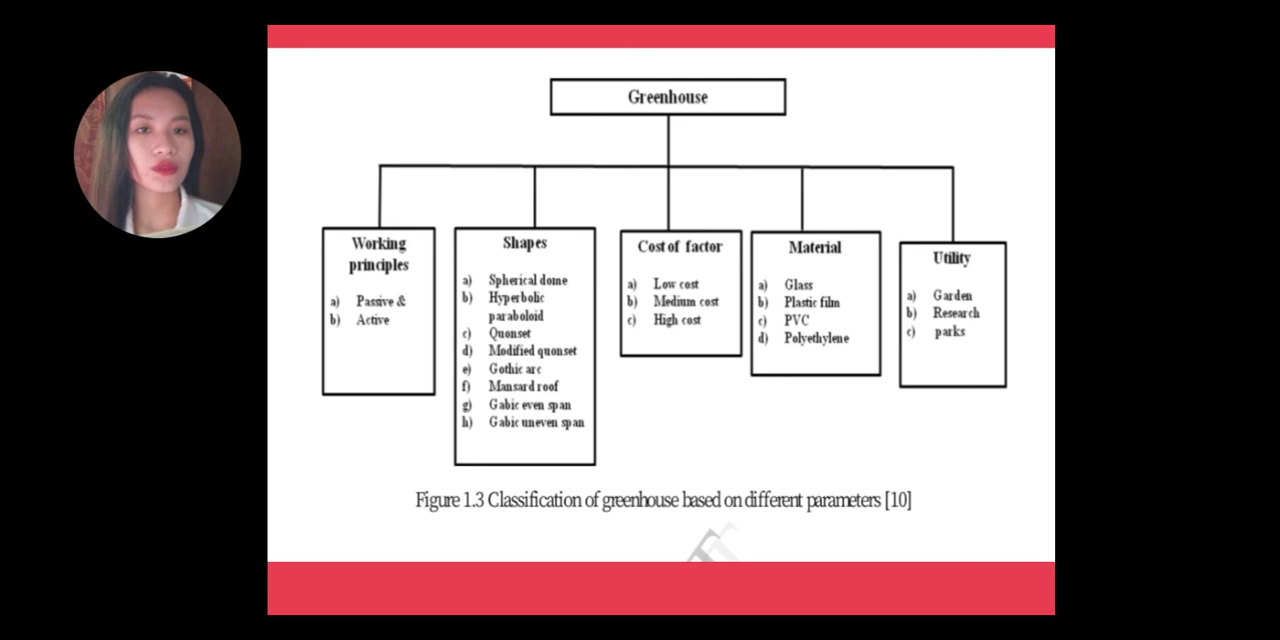 Greenhouse
Working
principles
a) Passive &
b) Active
Shapes
a) Spherical dome
b) Hyperbolic
paraboloid
c) Quonset
d) Modified quonset
e) Gothic arc
f) Mansard roof
g) Gabic even span
h) Gabic uneven span
Cost of factor
a) Low cost
b) Medium cost
c) High cost
Material
a) Glass
b) Plastic film
c) PVC
d) Polyethylene
Utility
a) Garden
b) Research
c) parks
Figure 1.3 Classification of greenhouse based on different parameters [10]